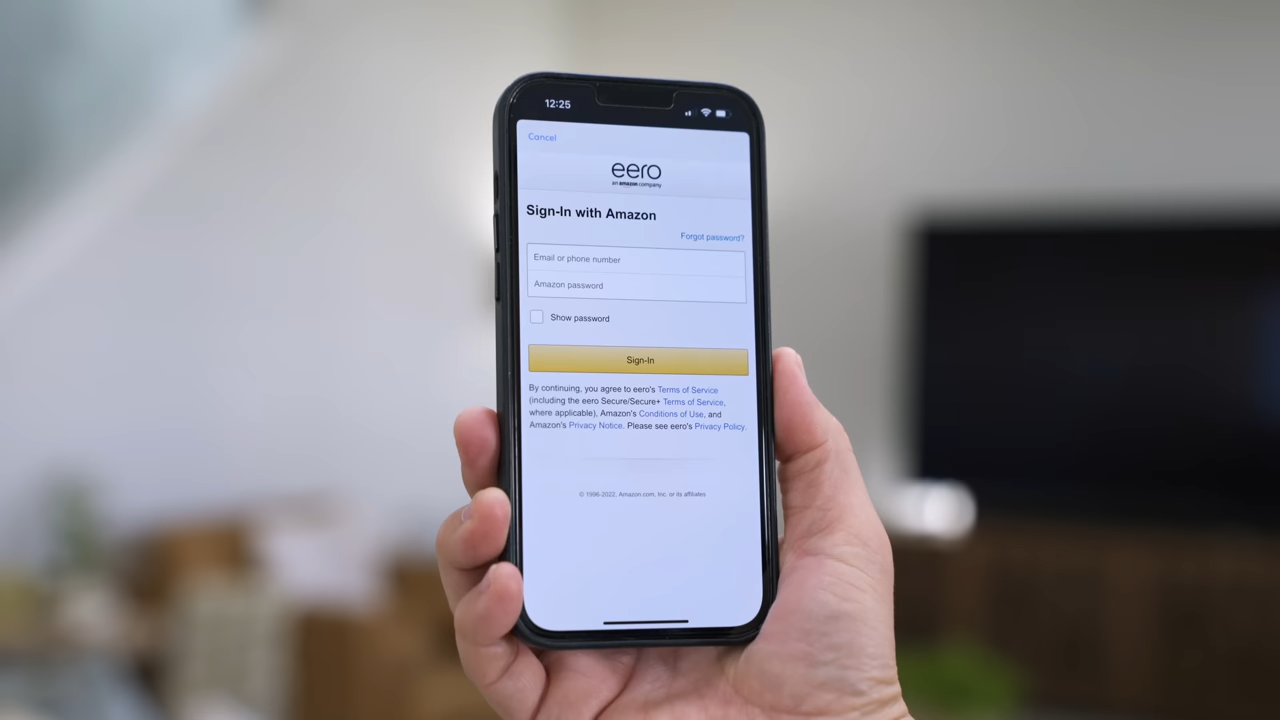 12:25
Cancel
eero
an amazon company
Sign-In with Amazon
Forgot password?
Email or phone number
Amazon password
Show password
Sign-In
By continuing, you agree to eero's Terms of Service
(including the eero Secure/Secure+ Terms of Service,
where applicable), Amazon's Conditions of Use, and
Amazon's Privacy Notice. Please see eero's Privacy Policy.
© 1996-2022, Amazon.com, Inc. or its affiliates